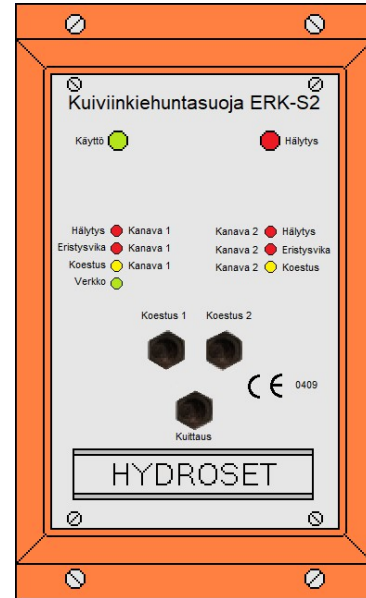 Kuiviinkiehuntasuoja ERK-S2
Käyttö Hälytys
Hälytys Kanava 1 Kanava 2 Hälytys
Eristysvika Kanava 1 Kanava 2 Eristysvika
Koestus Kanava 1 Kanava 2 Koestus
Verkko
Koestus 1 Koestus 2
CE 0409
Kuittaus
HYDROSET